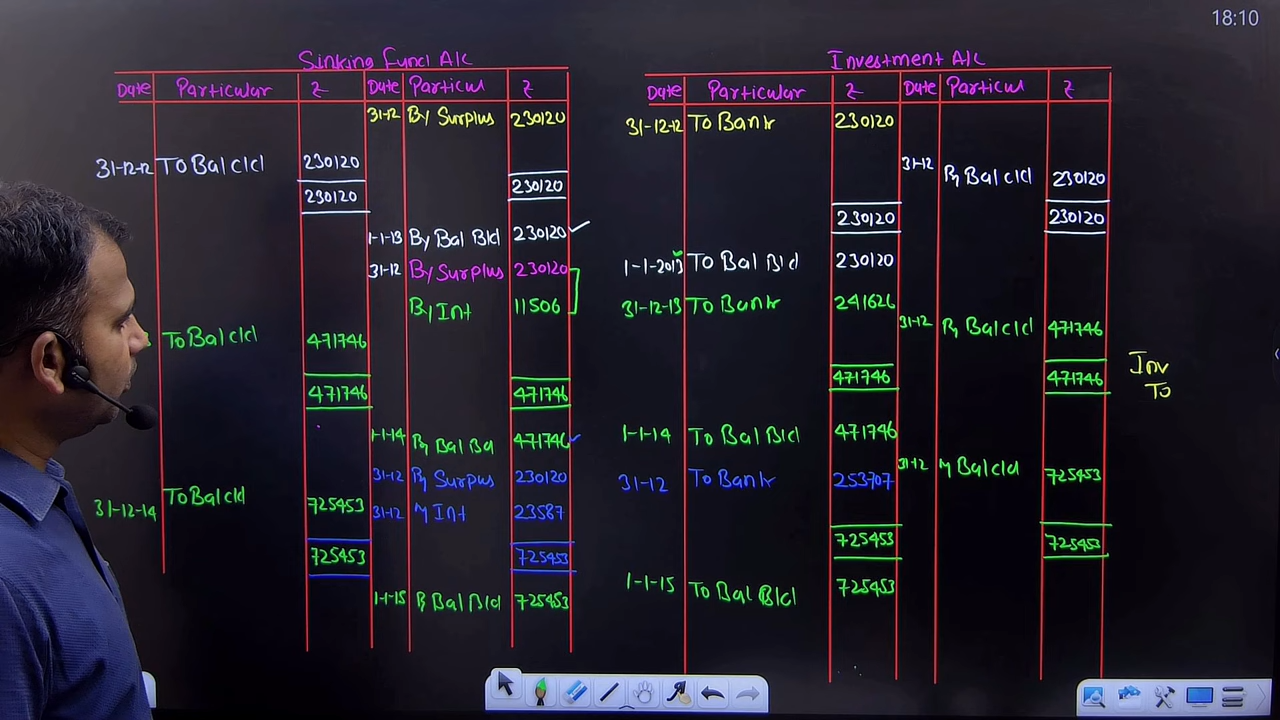 18:10
Sinking Fund A/c
Date Particular ₹ Date Particul ₹
31-12 By Surplus 230120
31-12-12 To Bal c/d 230120
230120 230120
1-1-13 By Bal B/d 230120
31-12 By Surplus 230120
By Int 11506
3 To Bal c/d 471746
471746 471746
1-1-14 By Bal Bd 471746
31-12 By Surplus 230120
31-12-14 To Bal c/d 725453
31-12 By Int 23587
725453 725453
1-1-15 By Bal B/d 725453
Investment A/c
Date Particular ₹ Date Particul ₹
31-12-12 To Bank 230120
31-12 By Bal c/d 230120
230120 230120
1-1-2013 To Bal B/d 230120
31-12-13 To Bank 241626
31-12 By Bal c/d 471746
471746 471746
1-1-14 To Bal B/d 471746
31-12 By Bal c/d 725453
31-12 To Bank 253707
725453 725453
1-1-15 To Bal B/d 725453
Inv
To